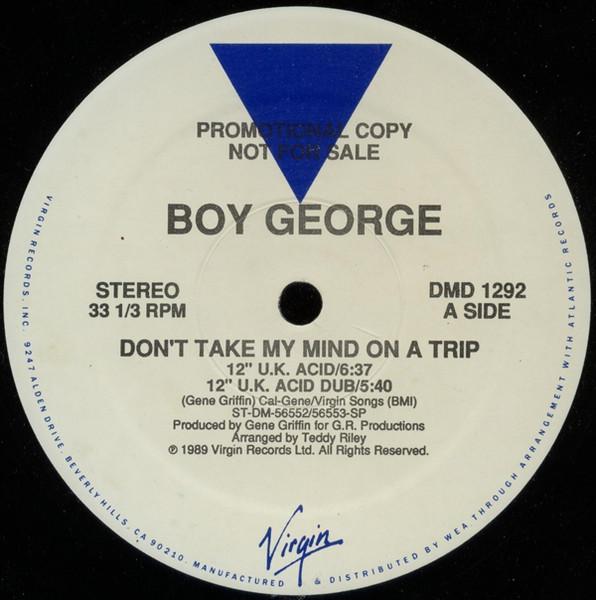 PROMOTIONAL COPY
NOT FOR SALE
BOY GEORGE
STEREO
33 1/3 RPM
DMD 1292
A SIDE
DON'T TAKE MY MIND ON A TRIP
12" U.K. ACID/6:37
12" U.K. ACID DUB/5:40
(Gene Griffin) Cal-Gene/Virgin Songs (BMI)
ST-DM-56552/56553-SP
Produced by Gene Griffin for G.R. Productions
Arranged by Teddy Riley
℗ 1989 Virgin Records Ltd. All Rights Reserved.
Virgin
VIRGIN RECORDS, INC. 9247 ALDEN DRIVE, BEVERLY HILLS, CA 90210. MANUFACTURED & DISTRIBUTED BY WEA THROUGH ARRANGEMENT WITH ATLANTIC RECORDS